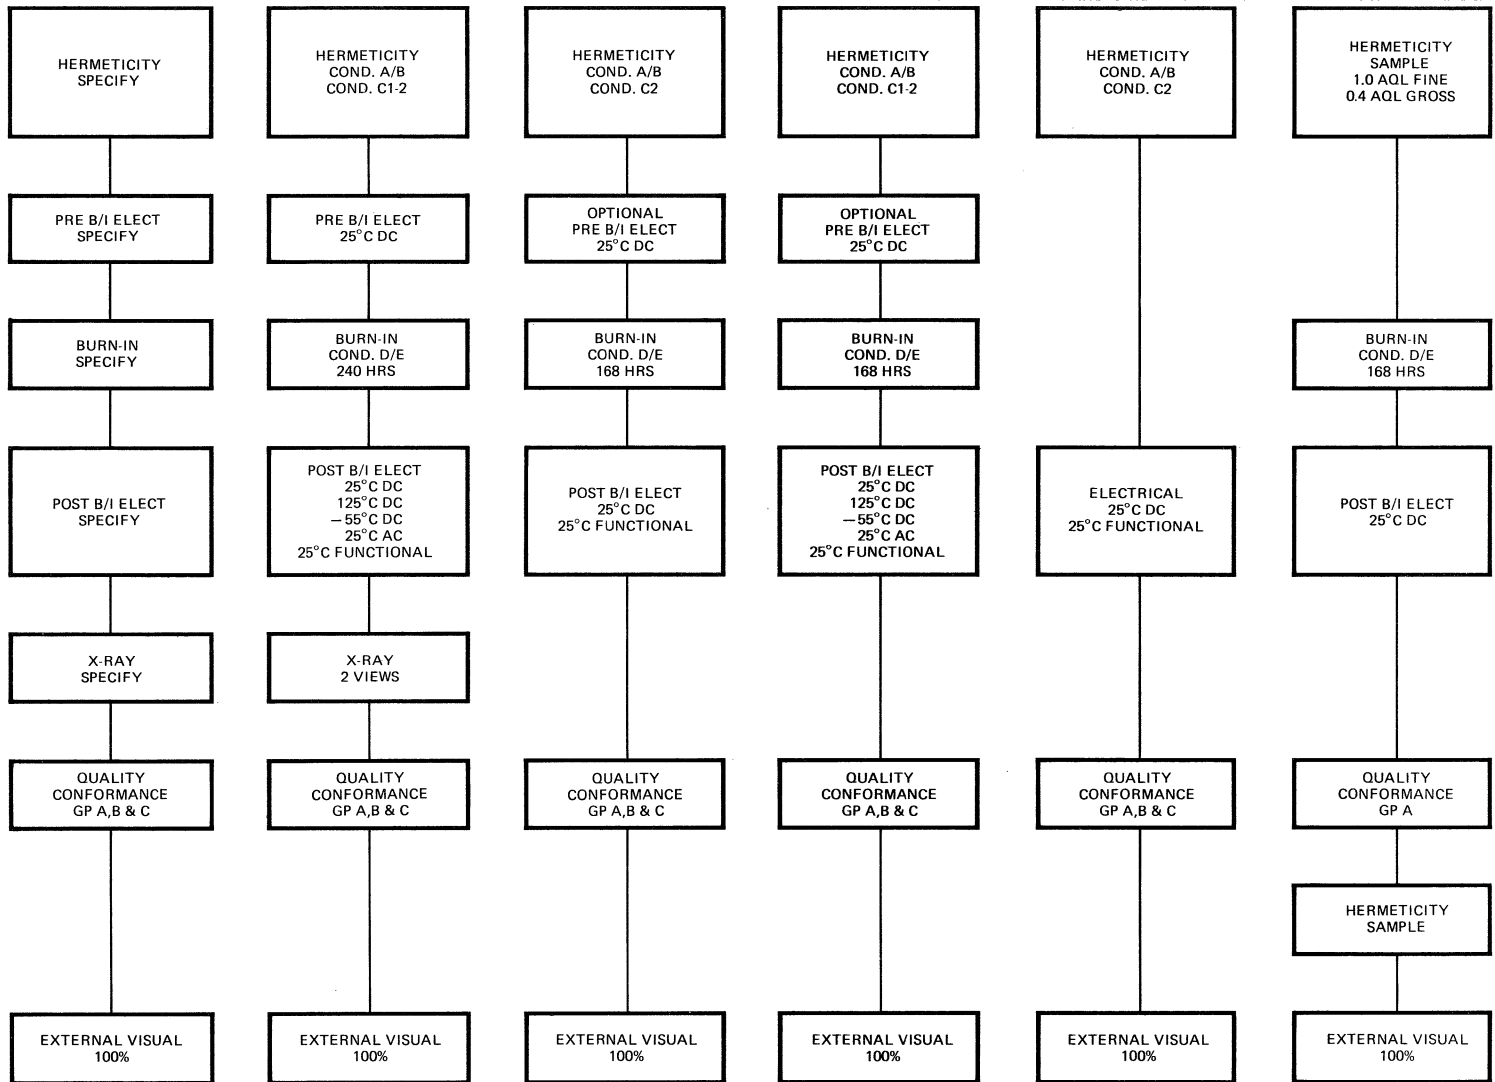 HERMETICITY
SPECIFY
HERMETICITY
COND. A/B
COND. C1-2
HERMETICITY
COND. A/B
COND. C2
HERMETICITY
COND. A/B
COND. C1-2
HERMETICITY
COND. A/B
COND. C2
HERMETICITY
SAMPLE
1.0 AQL FINE
0.4 AQL GROSS
PRE B/I ELECT
SPECIFY
PRE B/I ELECT
25°C DC
OPTIONAL
PRE B/I ELECT
25°C DC
OPTIONAL
PRE B/I ELECT
25°C DC
BURN-IN
SPECIFY
BURN-IN
COND. D/E
240 HRS
BURN-IN
COND. D/E
168 HRS
BURN-IN
COND. D/E
168 HRS
BURN-IN
COND. D/E
168 HRS
POST B/I ELECT
SPECIFY
POST B/I ELECT
25°C DC
125°C DC
−55°C DC
25°C AC
25°C FUNCTIONAL
POST B/I ELECT
25°C DC
25°C FUNCTIONAL
POST B/I ELECT
25°C DC
125°C DC
−55°C DC
25°C AC
25°C FUNCTIONAL
ELECTRICAL
25°C DC
25°C FUNCTIONAL
POST B/I ELECT
25°C DC
X-RAY
SPECIFY
X-RAY
2 VIEWS
QUALITY
CONFORMANCE
GP A,B & C
QUALITY
CONFORMANCE
GP A,B & C
QUALITY
CONFORMANCE
GP A,B & C
QUALITY
CONFORMANCE
GP A,B & C
QUALITY
CONFORMANCE
GP A,B & C
QUALITY
CONFORMANCE
GP A
HERMETICITY
SAMPLE
EXTERNAL VISUAL
100%
EXTERNAL VISUAL
100%
EXTERNAL VISUAL
100%
EXTERNAL VISUAL
100%
EXTERNAL VISUAL
100%
EXTERNAL VISUAL
100%